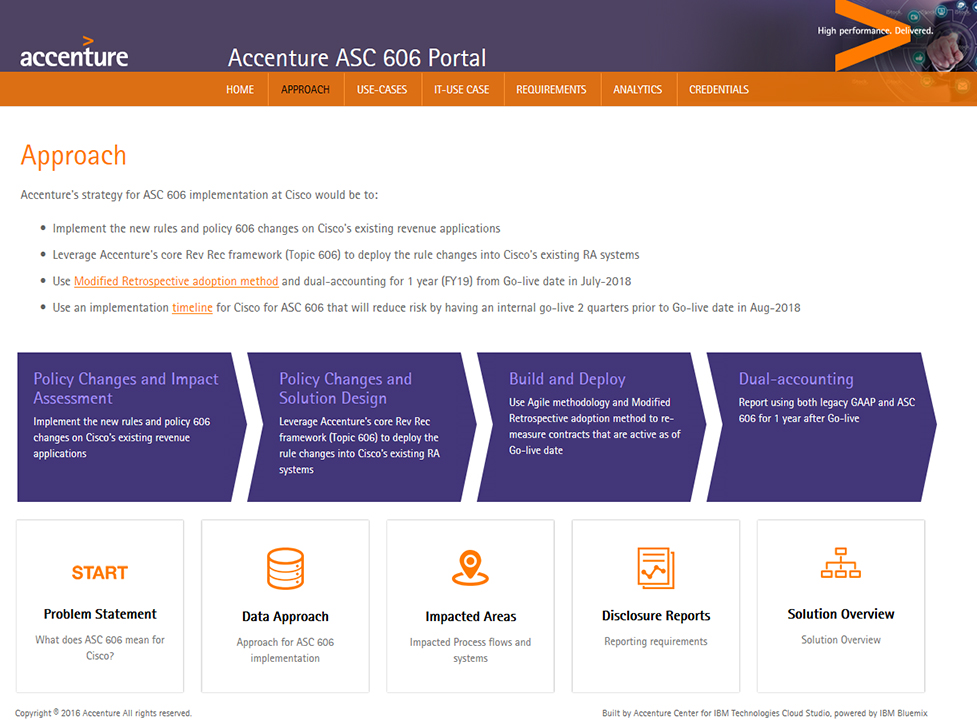 High performance. Delivered.
accenture
Accenture ASC 606 Portal
HOME APPROACH USE-CASES IT-USE CASE REQUIREMENTS ANALYTICS CREDENTIALS
Approach
Accenture's strategy for ASC 606 implementation at Cisco would be to:
• Implement the new rules and policy 606 changes on Cisco's existing revenue applications
• Leverage Accenture's core Rev Rec framework (Topic 606) to deploy the rule changes into Cisco's existing RA systems
• Use Modified Retrospective adoption method and dual-accounting for 1 year (FY19) from Go-live date in July-2018
• Use an implementation timeline for Cisco for ASC 606 that will reduce risk by having an internal go-live 2 quarters prior to Go-live date in Aug-2018
Policy Changes and Impact
Assessment
Implement the new rules and policy 606
changes on Cisco's existing revenue
applications
Policy Changes and
Solution Design
Leverage Accenture's core Rev Rec
framework (Topic 606) to deploy the
rule changes into Cisco's existing RA
systems
Build and Deploy
Use Agile methodology and Modified
Retrospective adoption method to re-
measure contracts that are active as of
Go-live date
Dual-accounting
Report using both legacy GAAP and ASC
606 for 1 year after Go-live
START
Problem Statement
What does ASC 606 mean for
Cisco?
Data Approach
Approach for ASC 606
implementation
Impacted Areas
Impacted Process flows and
systems
Disclosure Reports
Reporting requirements
Solution Overview
Solution Overview
Copyright © 2016 Accenture All rights reserved.
Built by Accenture Center for IBM Technologies Cloud Studio, powered by IBM Bluemix